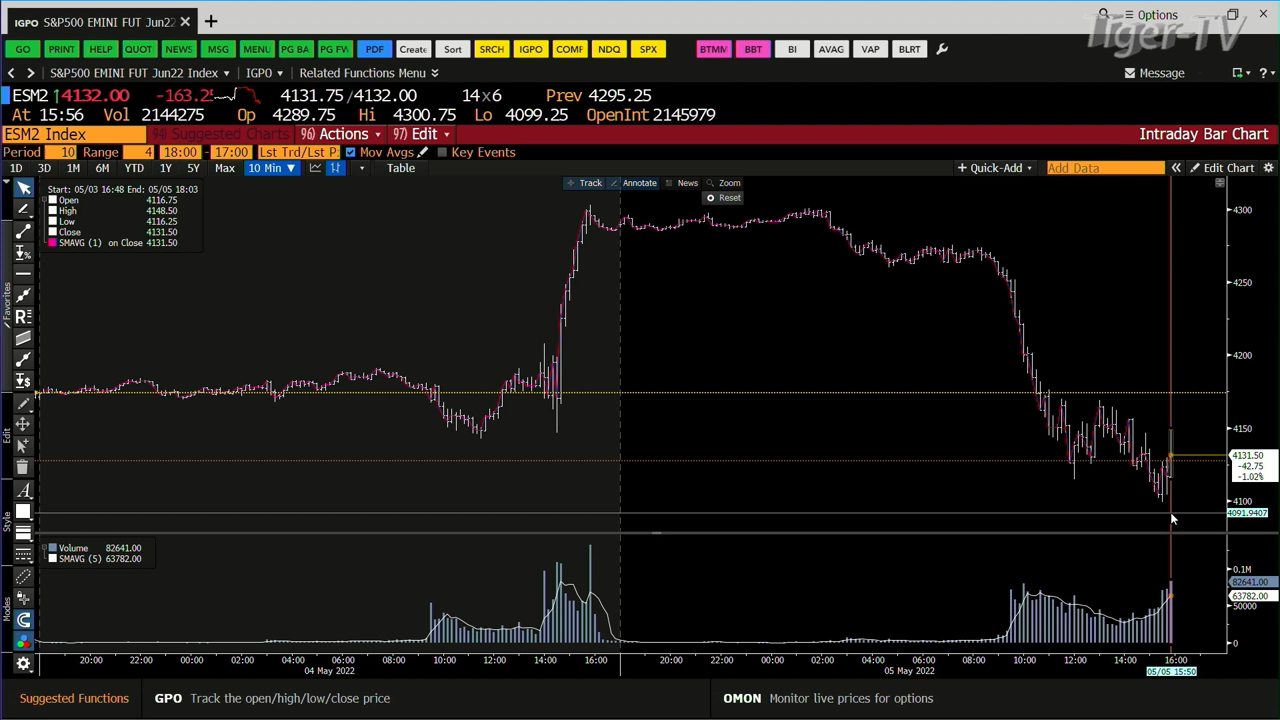 IGPO S&P500 EMINI FUT Jun22
Options
Tiger-TV
GO PRINT HELP QUOT NEWS MSG MENU PG BA PG FW PDF Create Sort SRCH IGPO COMF NDQ SPX BTMM BBT BI AVAG VAP BLRT
S&P500 EMINI FUT Jun22 Index IGPO Related Functions Menu Message ?
ESM2 ↑4132.00 -163.25 4131.75/4132.00 14x6 Prev 4295.25
At 15:56 Vol 2144275 Op 4289.75 Hi 4300.75 Lo 4099.25 OpenInt 2145979
ESM2 Index 94) Suggested Charts 96) Actions 97) Edit Intraday Bar Chart
Period 10 Range 4 18:00 - 17:00 Lst Trd/Lst P Mov Avgs Key Events
1D 3D 1M 6M YTD 1Y 5Y Max 10 Min Table + Quick-Add Add Data « Edit Chart
Track Annotate News Zoom
Reset
Start: 05/03 16:48 End: 05/05 18:03
Open 4116.75
High 4148.50
Low 4116.25
Close 4131.50
SMAVG (1) on Close 4131.50
4300
4250
4200
4150
4131.50
-42.75
-1.02%
4100
4091.9407
Favorites
Edit
Style
Modes
Volume 82641.00
SMAVG (5) 63782.00
0.1M
82641.00
63782.00
50000
0
20:00 22:00 00:00 02:00 04:00 06:00 08:00 10:00 12:00 14:00 16:00 20:00 22:00 00:00 02:00 04:00 06:00 08:00 10:00 12:00 14:00 16:00
04 May 2022 05 May 2022 05/05 15:50
Suggested Functions GPO Track the open/high/low/close price OMON Monitor live prices for options